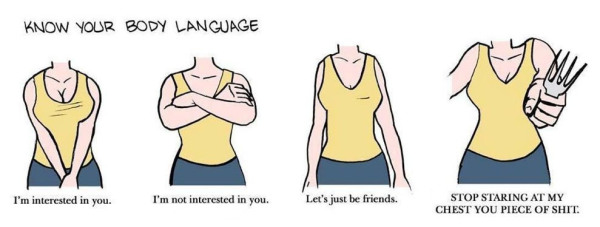 KNOW YOUR BODY LANGUAGE
I'm interested in you.
I'm not interested in you.
Let's just be friends.
STOP STARING AT MY
CHEST YOU PIECE OF SHIT.